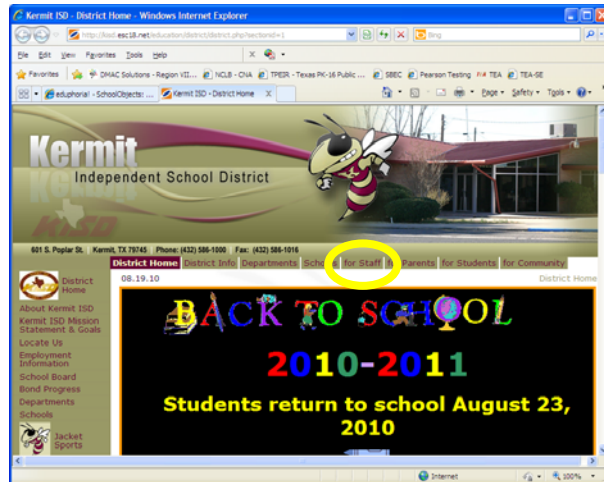 Kermit ISD - District Home - Windows Internet Explorer
http://kisd.esc18.net/education/district/district.php?sectionid=1
Bing
File Edit View Favorites Tools Help
X
Favorites DMAC Solutions - Region VII... NCLB - CNA TPEIR - Texas PK-16 Public ... SBEC Pearson Testing TEA TEA-SE
eduphoria! - SchoolObjects: ... Kermit ISD - District Home X Page Safety Tools
Kermit
Independent School District
KISD
601 S. Poplar St. Kermit, TX 79745 Phone: (432) 586-1000 Fax: (432) 586-1016
District Home District Info Departments for Staff Parents for Students for Community
District Home
08.19.10 District Home
About Kermit ISD
Kermit ISD Mission Statement & Goals
Locate Us
Employment Information
School Board
Bond Progress
Departments
Schools
Jacket Sports
BACK TO SCHOOL
2010-2011
Students return to school August 23,
2010
Internet 100%